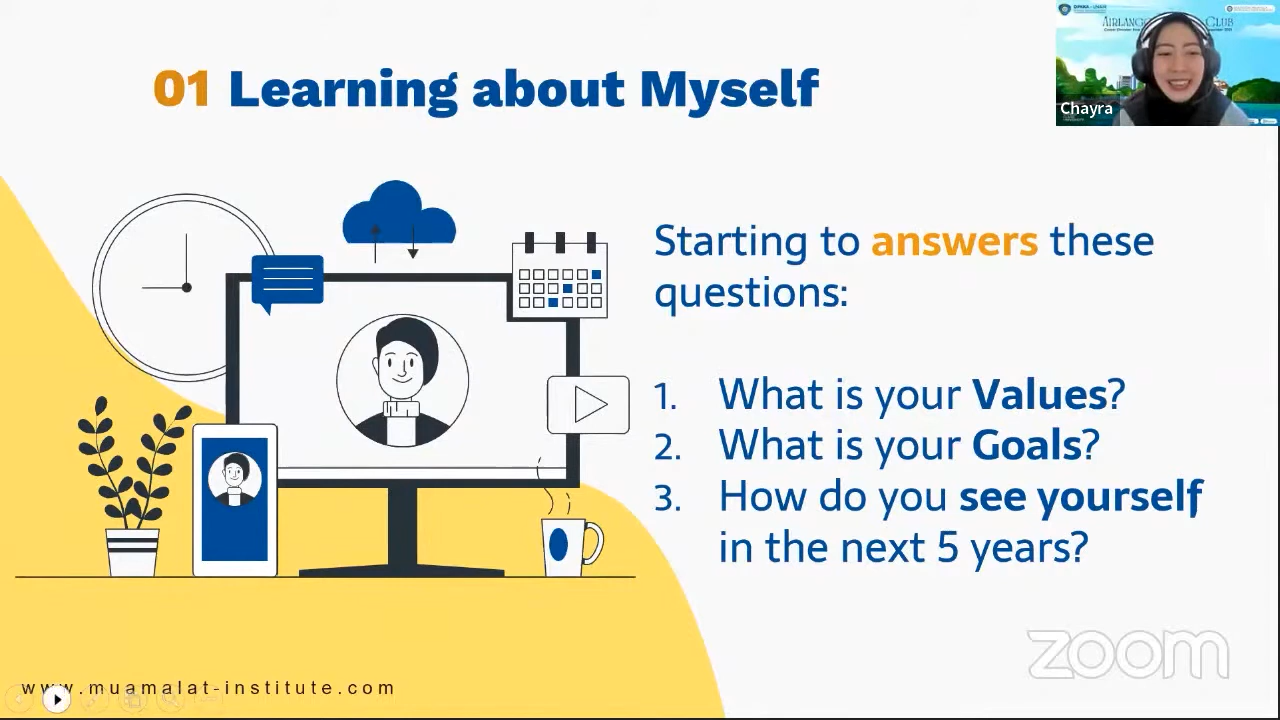 01 Learning about Myself
Chayra
Starting to answers these
questions:
1. What is your Values?
2. What is your Goals?
3. How do you see yourself
in the next 5 years?
zoom
www.muamalat-institute.com